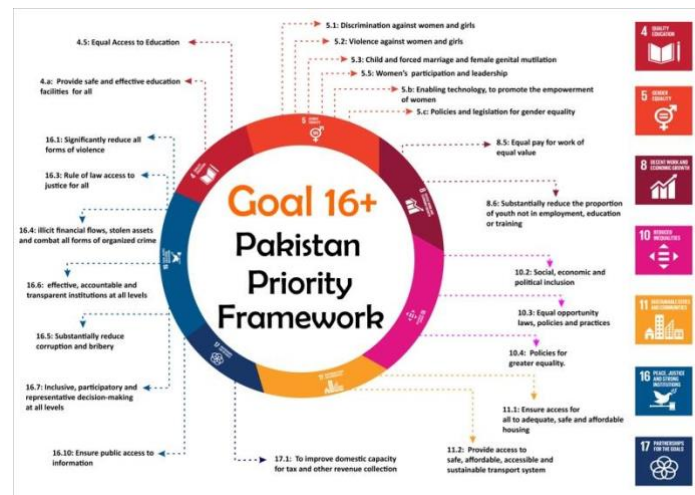 4.5: Equal Access to Education
4.a: Provide safe and effective education
facilities for all
16.1: Significantly reduce all
forms of violence
16.3: Rule of law access to
justice for all
16.4: illicit financial flows, stolen assets
and combat all forms of organized crime
16.6: effective, accountable and
transparent institutions at all levels
16.5: Substantially reduce
corruption and bribery
16.7: Inclusive, participatory and
representative decision-making
at all levels
16.10: Ensure public access to
information
5.1: Discrimination against women and girls
5.2: Violence against women and girls
5.3: Child and forced marriage and female genital mutilation
5.5: Women's participation and leadership
5.b: Enabling technology, to promote the empowerment
of women
5.c: Policies and legislation for gender equality
Goal 16+
Pakistan
Priority
Framework
8.5: Equal pay for work of
equal value
8.6: Substantially reduce the proportion
of youth not in employment, education
or training
10.2: Social, economic and
political inclusion
10.3: Equal opportunity
laws, policies and practices
10.4: Policies for
greater equality.
11.1: Ensure access for
all to adequate, safe and affordable
housing
11.2: Provide access to
safe, affordable, accessible and
sustainable transport system
17.1: To improve domestic capacity
for tax and other revenue collection
4 QUALITY
EDUCATION
5 GENDER
EQUALITY
8 DECENT WORK AND
ECONOMIC GROWTH
10 REDUCED
INEQUALITIES
11 SUSTAINABLE CITIES
AND COMMUNITIES
16 PEACE, JUSTICE
AND STRONG
INSTITUTIONS
17 PARTNERSHIPS
FOR THE GOALS